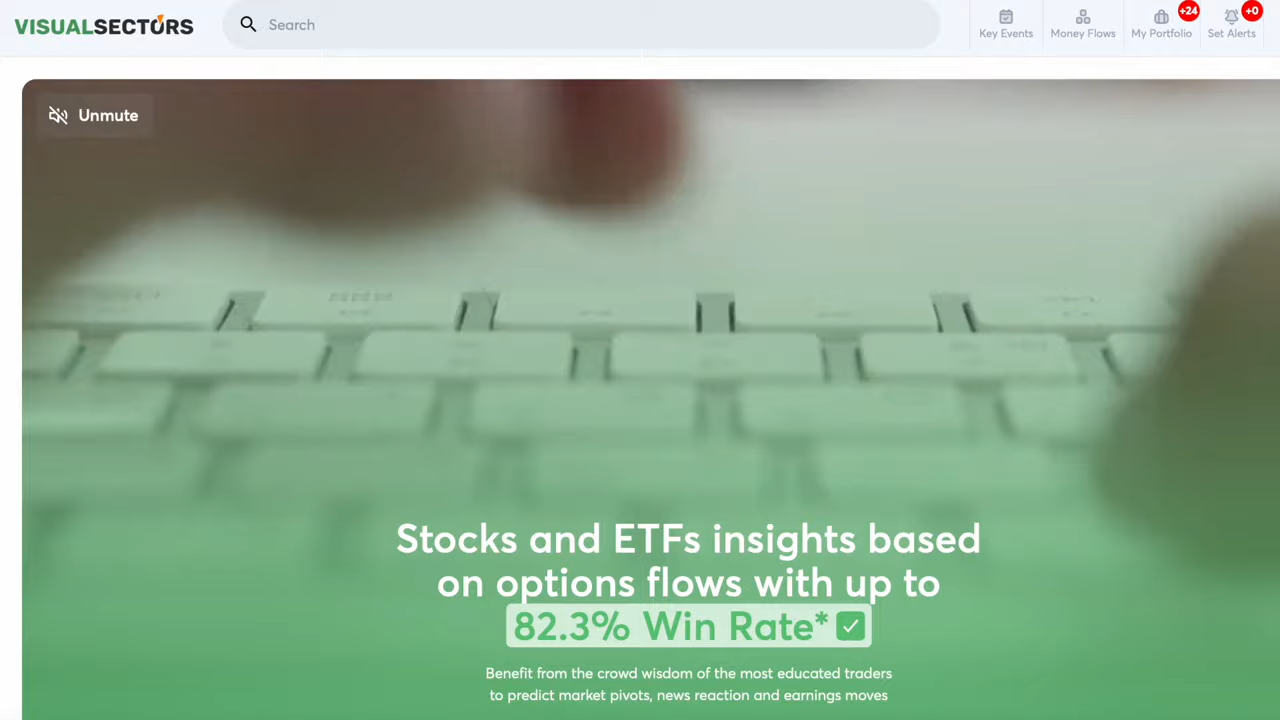 VISUALSECTORS
Search
Key Events
Money Flows
+24
My Portfolio
+0
Set Alerts
Unmute
Stocks and ETFs insights based
on options flows with up to
82.3% Win Rate*
Benefit from the crowd wisdom of the most educated traders
to predict market pivots, news reaction and earnings moves